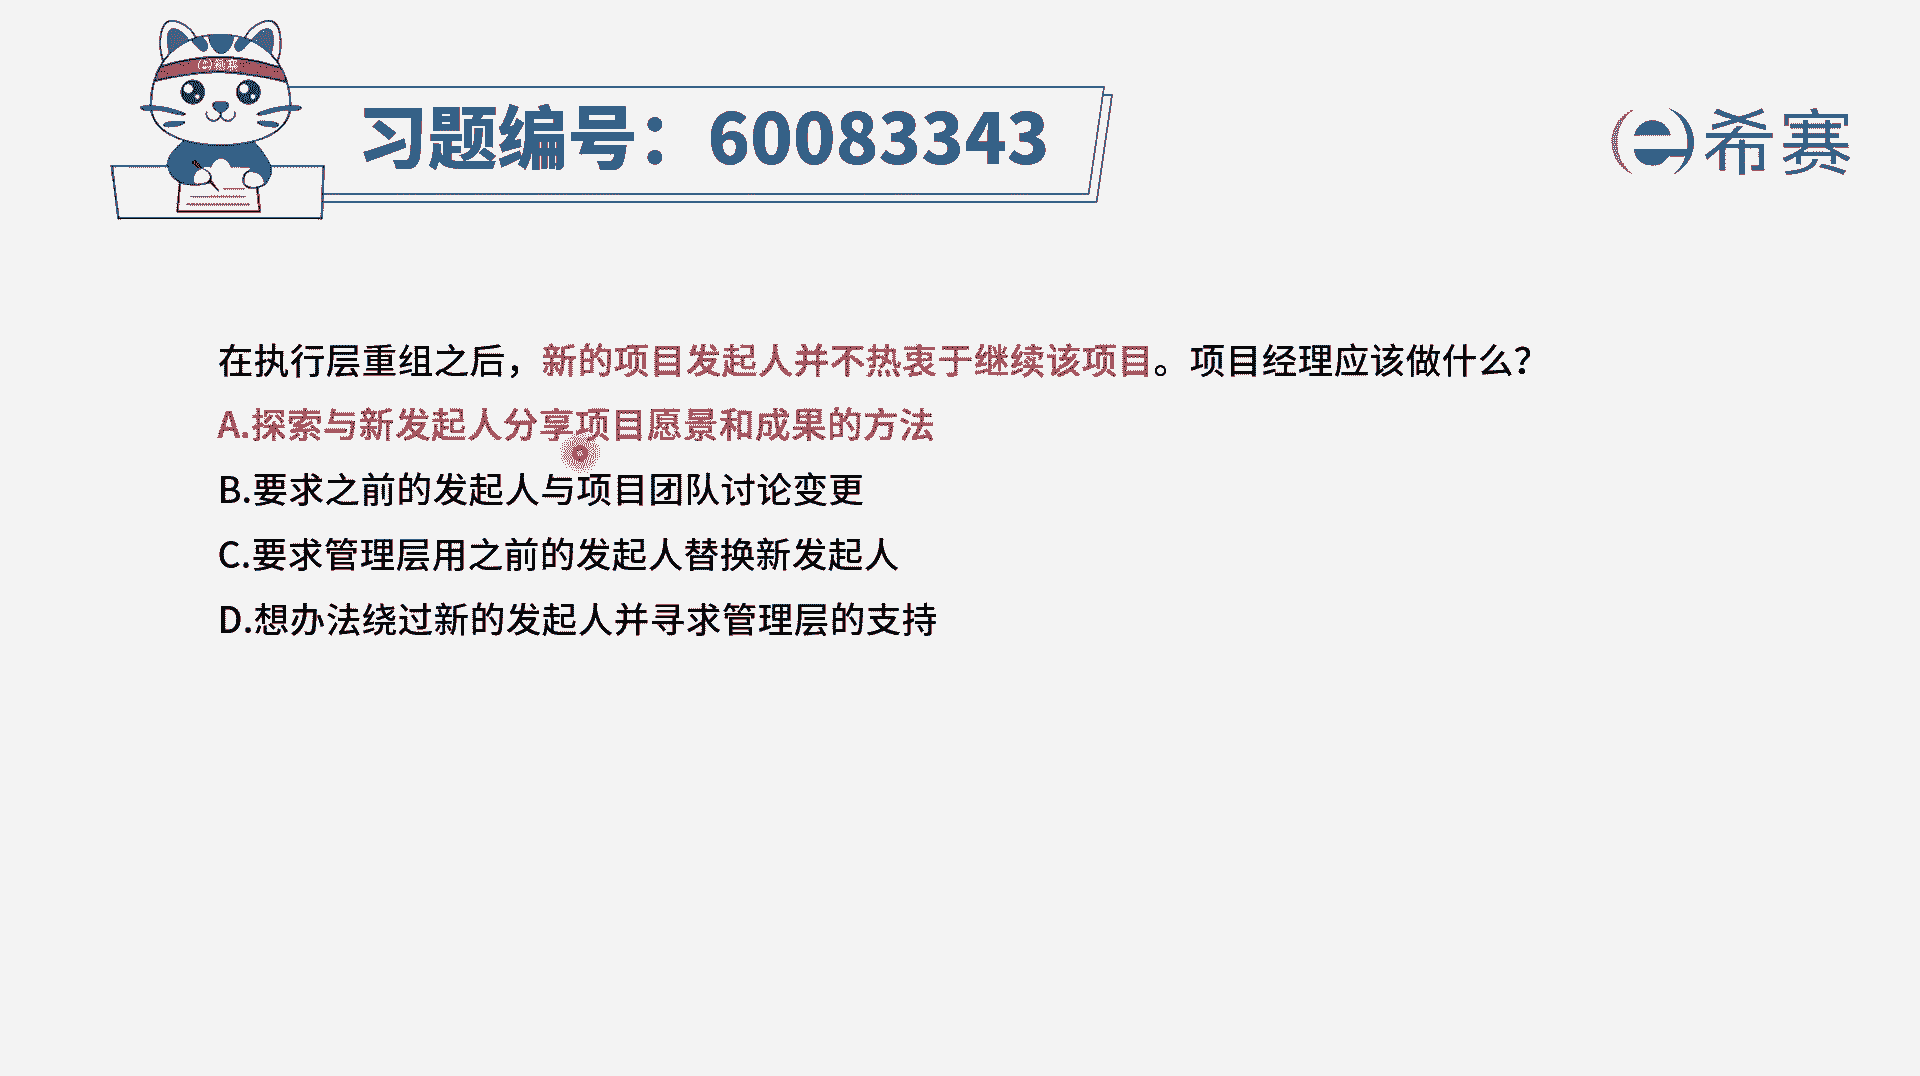 希赛
习题编号：60083343
希赛
在执行层重组之后，新的项目发起人并不热衷于继续该项目。项目经理应该做什么？
A.探索与新发起人分享项目愿景和成果的方法
B.要求之前的发起人与项目团队讨论变更
C.要求管理层用之前的发起人替换新发起人
D.想办法绕过新的发起人并寻求管理层的支持